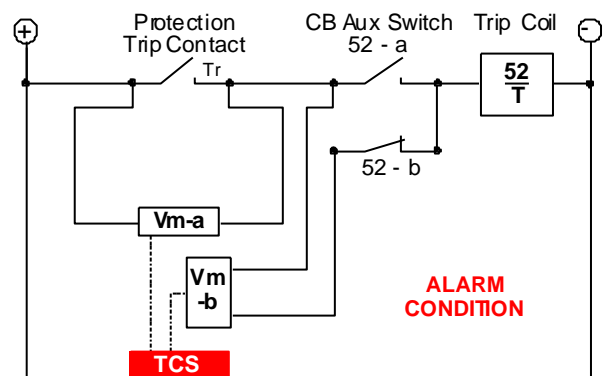 Protection
Trip Contact
CB Aux Switch
52 - a
Trip Coil
+
-
Tr
52
T
52 - b
Vm-a
Vm
-b
ALARM
CONDITION
TCS